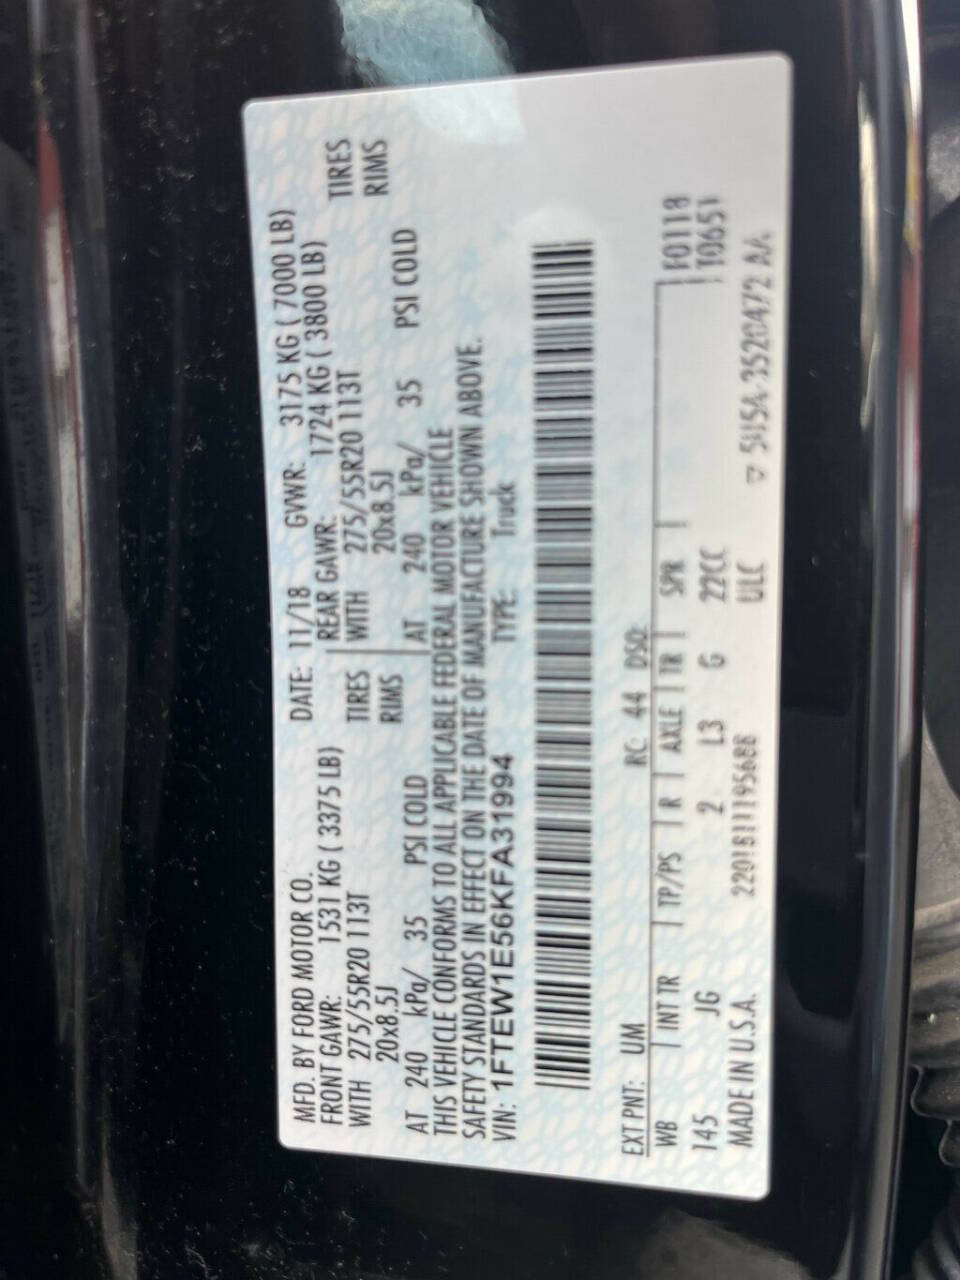 MFD. BY FORD MOTOR CO. DATE: 11/18 GVWR: 3175 KG ( 7000 LB)
FRONT GAWR: 1531 KG ( 3375 LB) REAR GAWR: 1724 KG ( 3800 LB)
WITH 275/55R20 113T TIRES WITH 275/55R20 113T TIRES
20x8.5J RIMS 20x8.5J RIMS
AT 240 kPa/ 35 PSI COLD AT 240 kPa/ 35 PSI COLD
THIS VEHICLE CONFORMS TO ALL APPLICABLE FEDERAL MOTOR VEHICLE
SAFETY STANDARDS IN EFFECT ON THE DATE OF MANUFACTURE SHOWN ABOVE.
VIN: 1FTEW1E56KFA31994 TYPE: Truck
EXT PNT: UM RC: 44 DSO:
WB INT TR TP/PS R AXLE TR SPR F0118
145 JG 2 L3 G 22CC T0651
MADE IN U.S.A. 220181119568B ULC